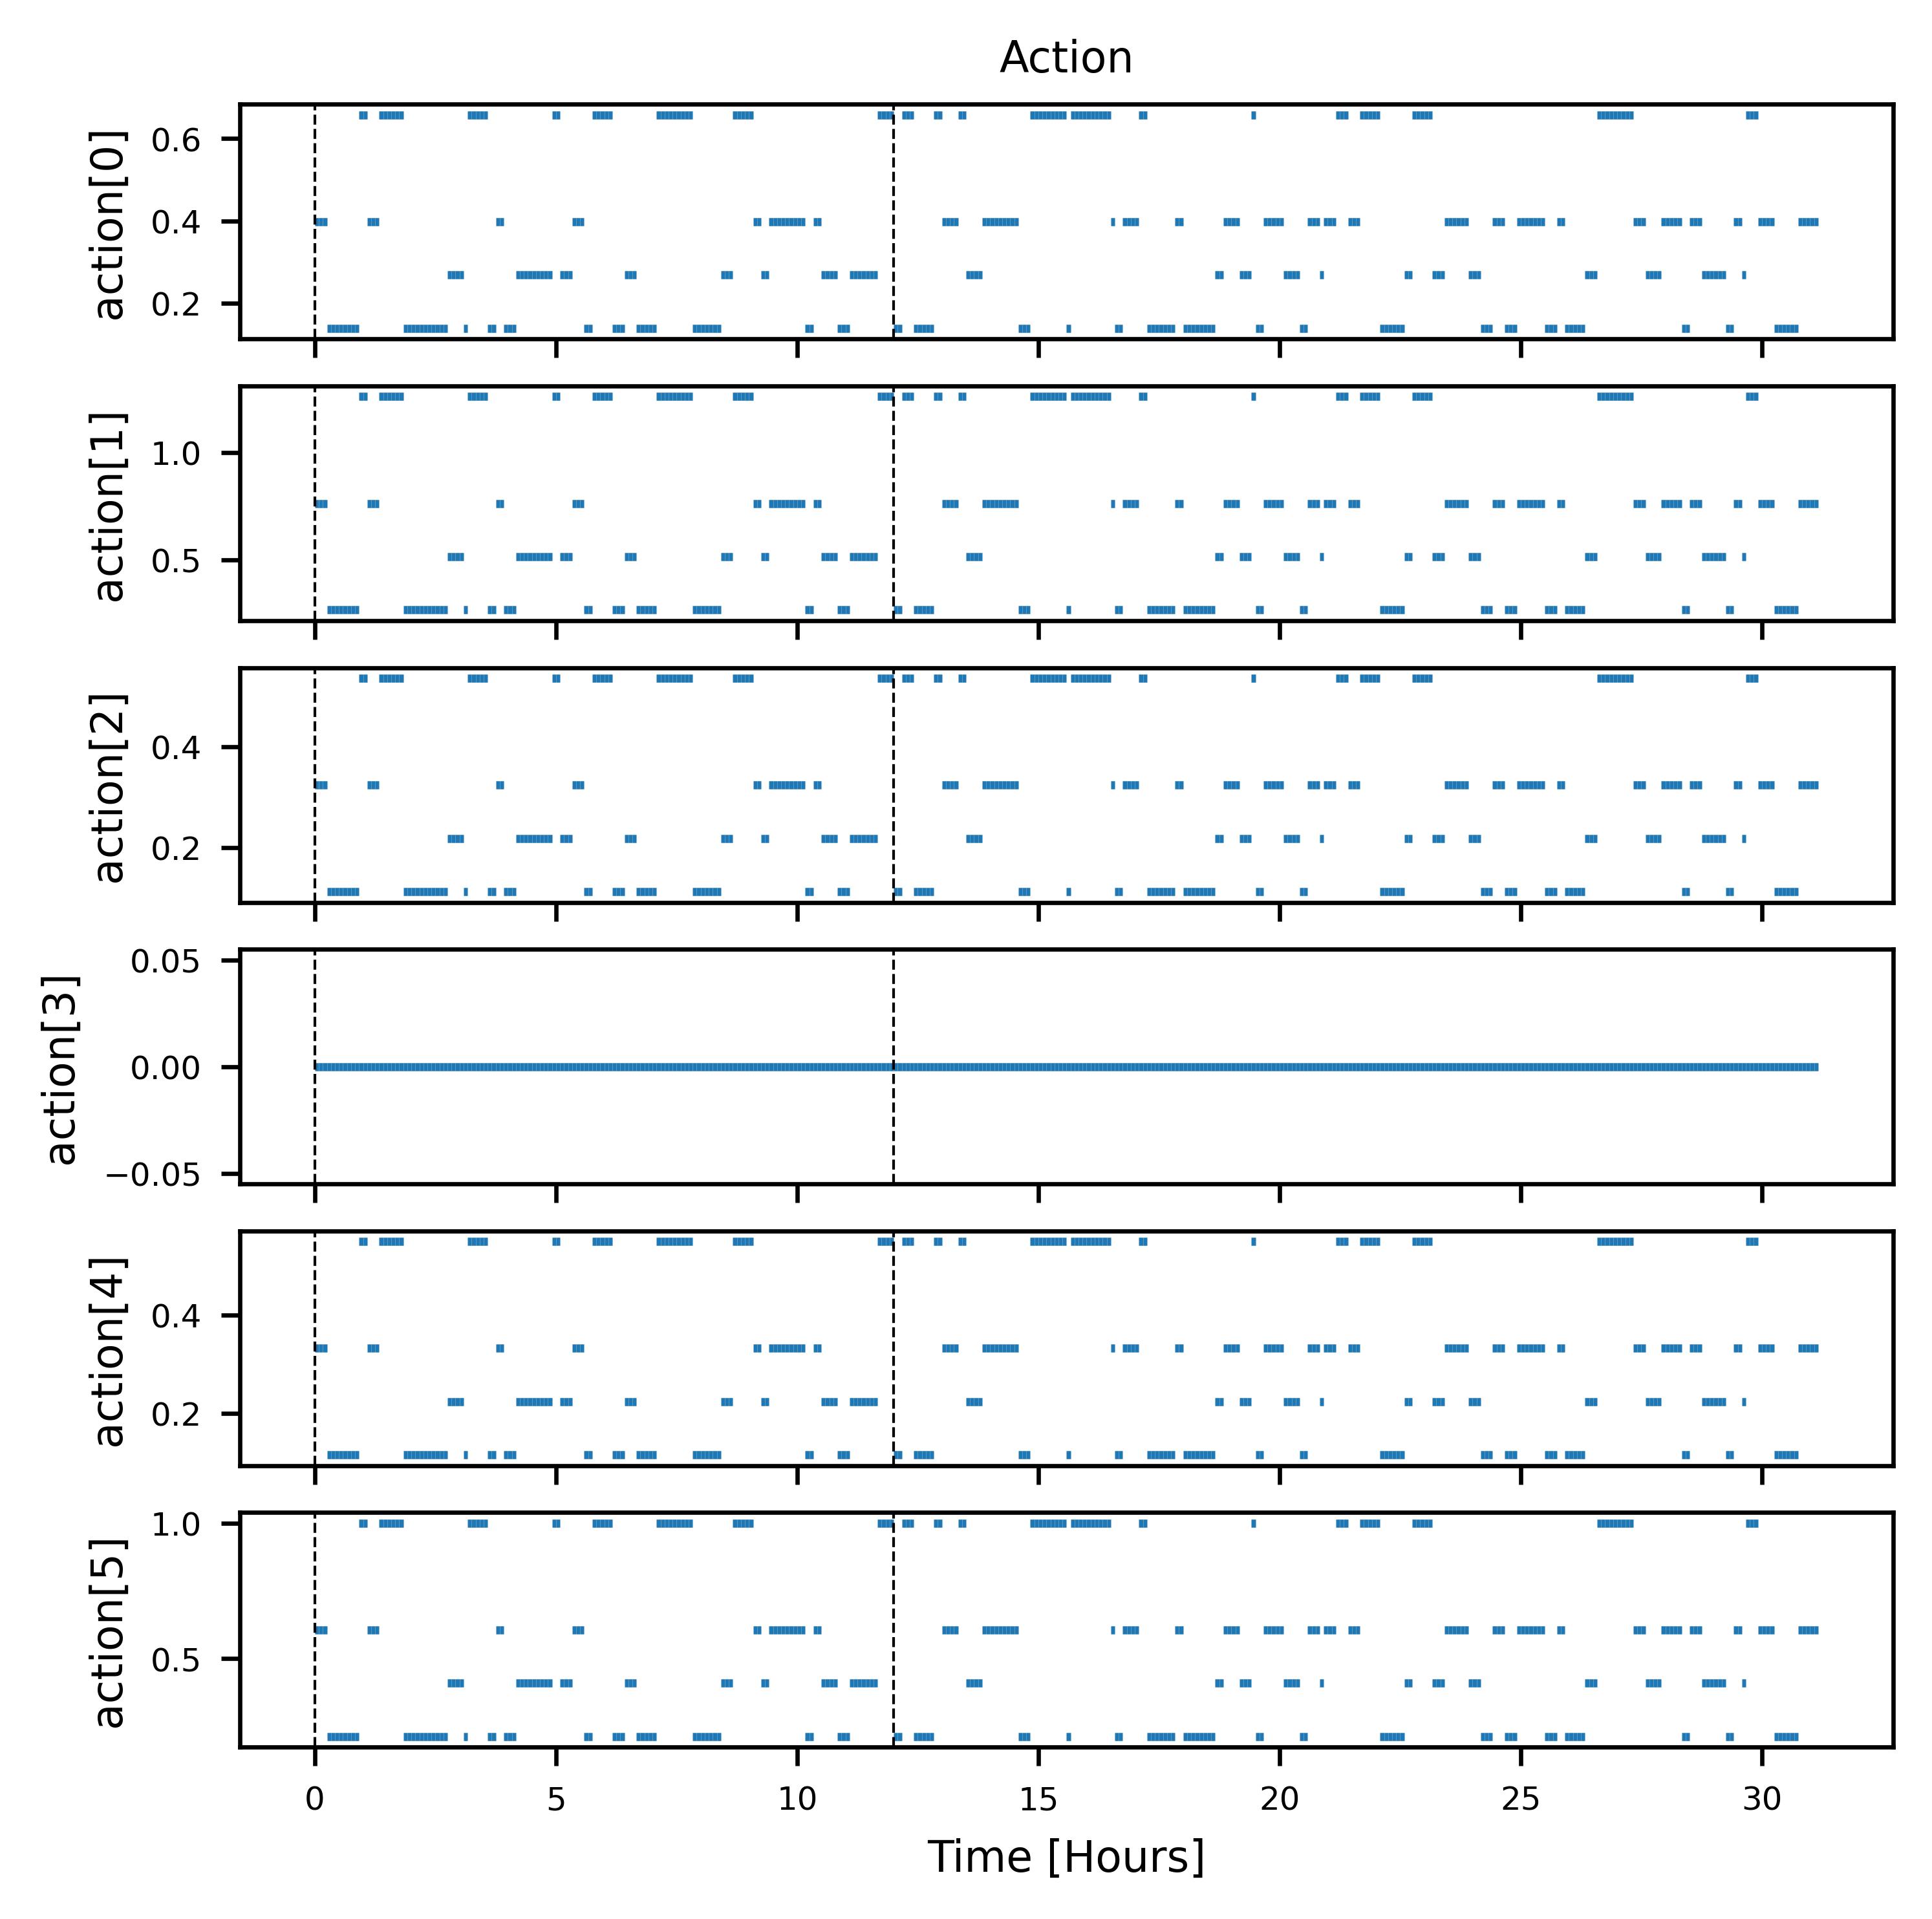 Action
action[0]
0.6
0.4
0.2
action[1]
1.0
0.5
action[2]
0.4
0.2
action[3]
0.05
0.00
−0.05
action[4]
0.4
0.2
action[5]
1.0
0.5
0 5 10 15 20 25 30
Time [Hours]